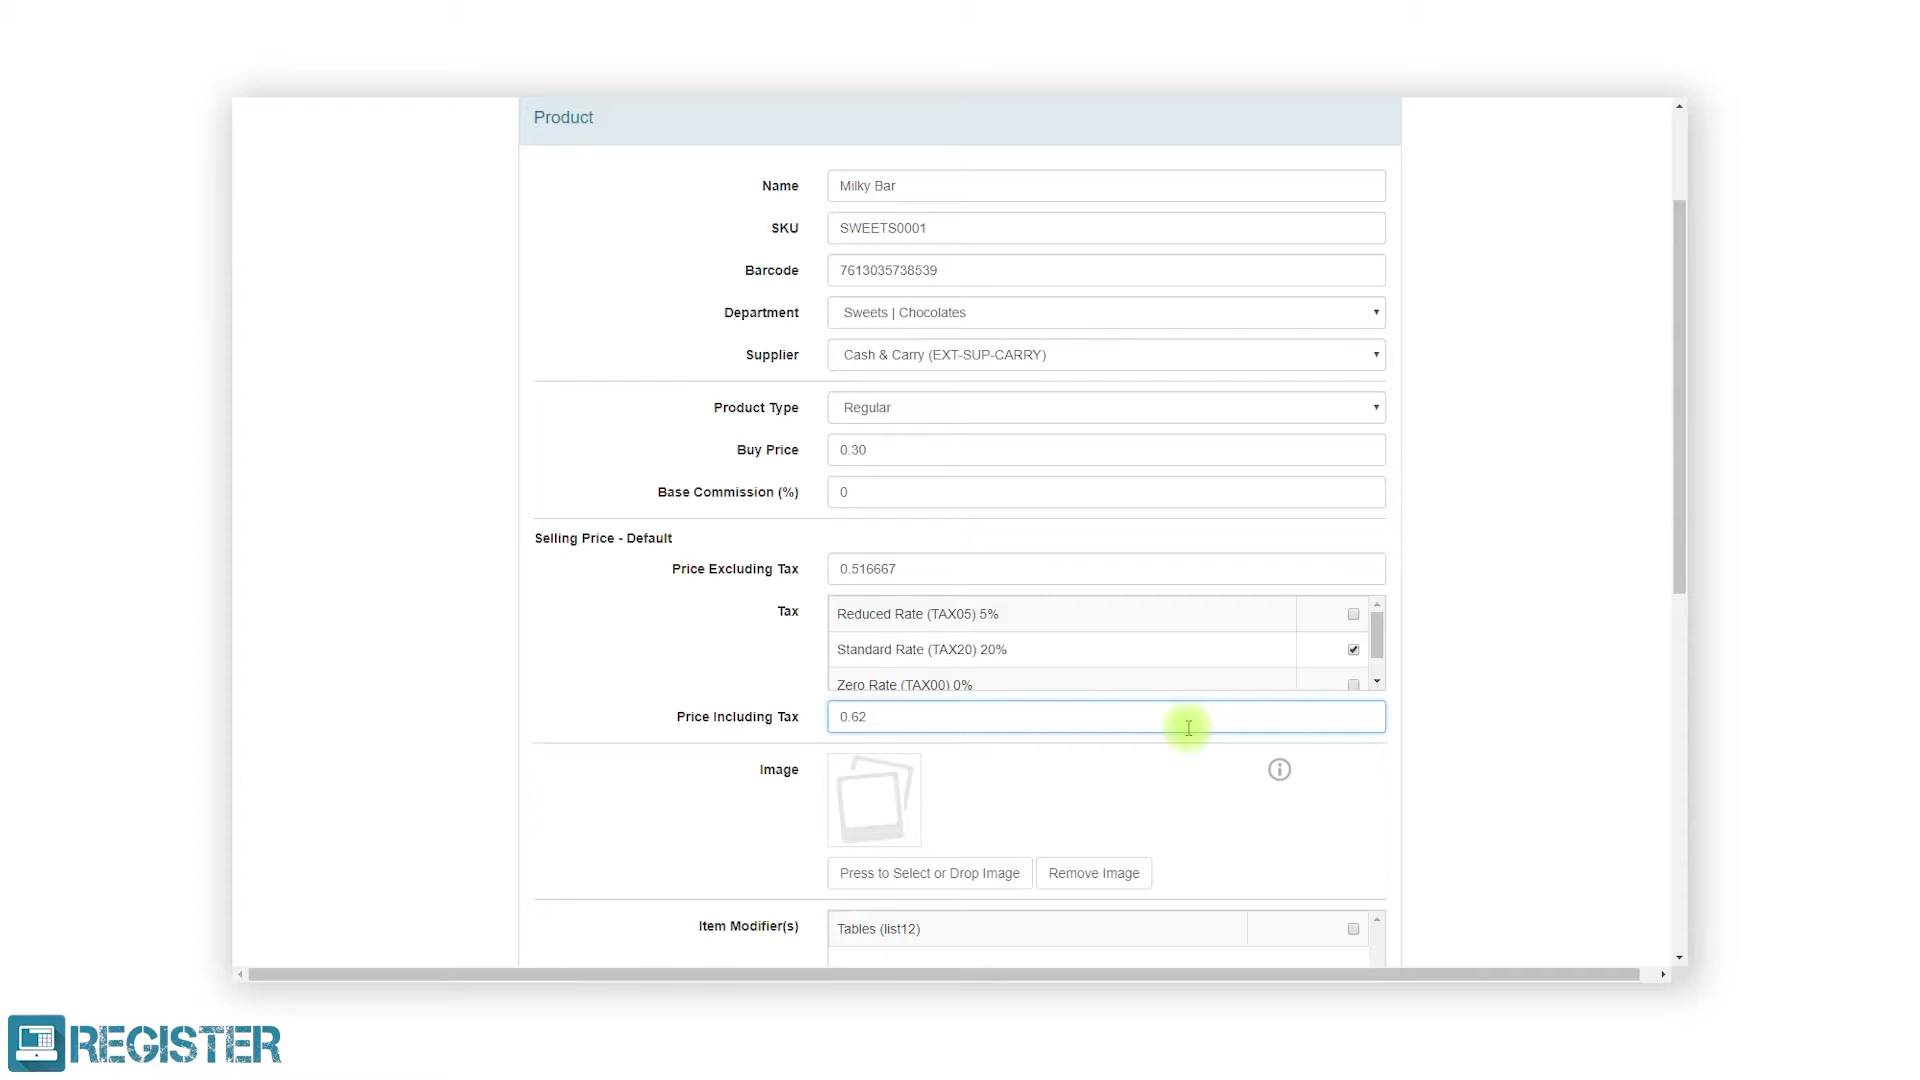 Product
Name Milky Bar
SKU SWEETS0001
Barcode 7613035738539
Department Sweets | Chocolates
Supplier Cash & Carry (EXT-SUP-CARRY)
Product Type Regular
Buy Price 0.30
Base Commission (%) 0
Selling Price - Default
Price Excluding Tax 0.516667
Tax Reduced Rate (TAX05) 5%
Standard Rate (TAX20) 20%
Zero Rate (TAX00) 0%
Price Including Tax 0.62
Image
Press to Select or Drop Image Remove Image
Item Modifier(s) Tables (list12)
REGISTER